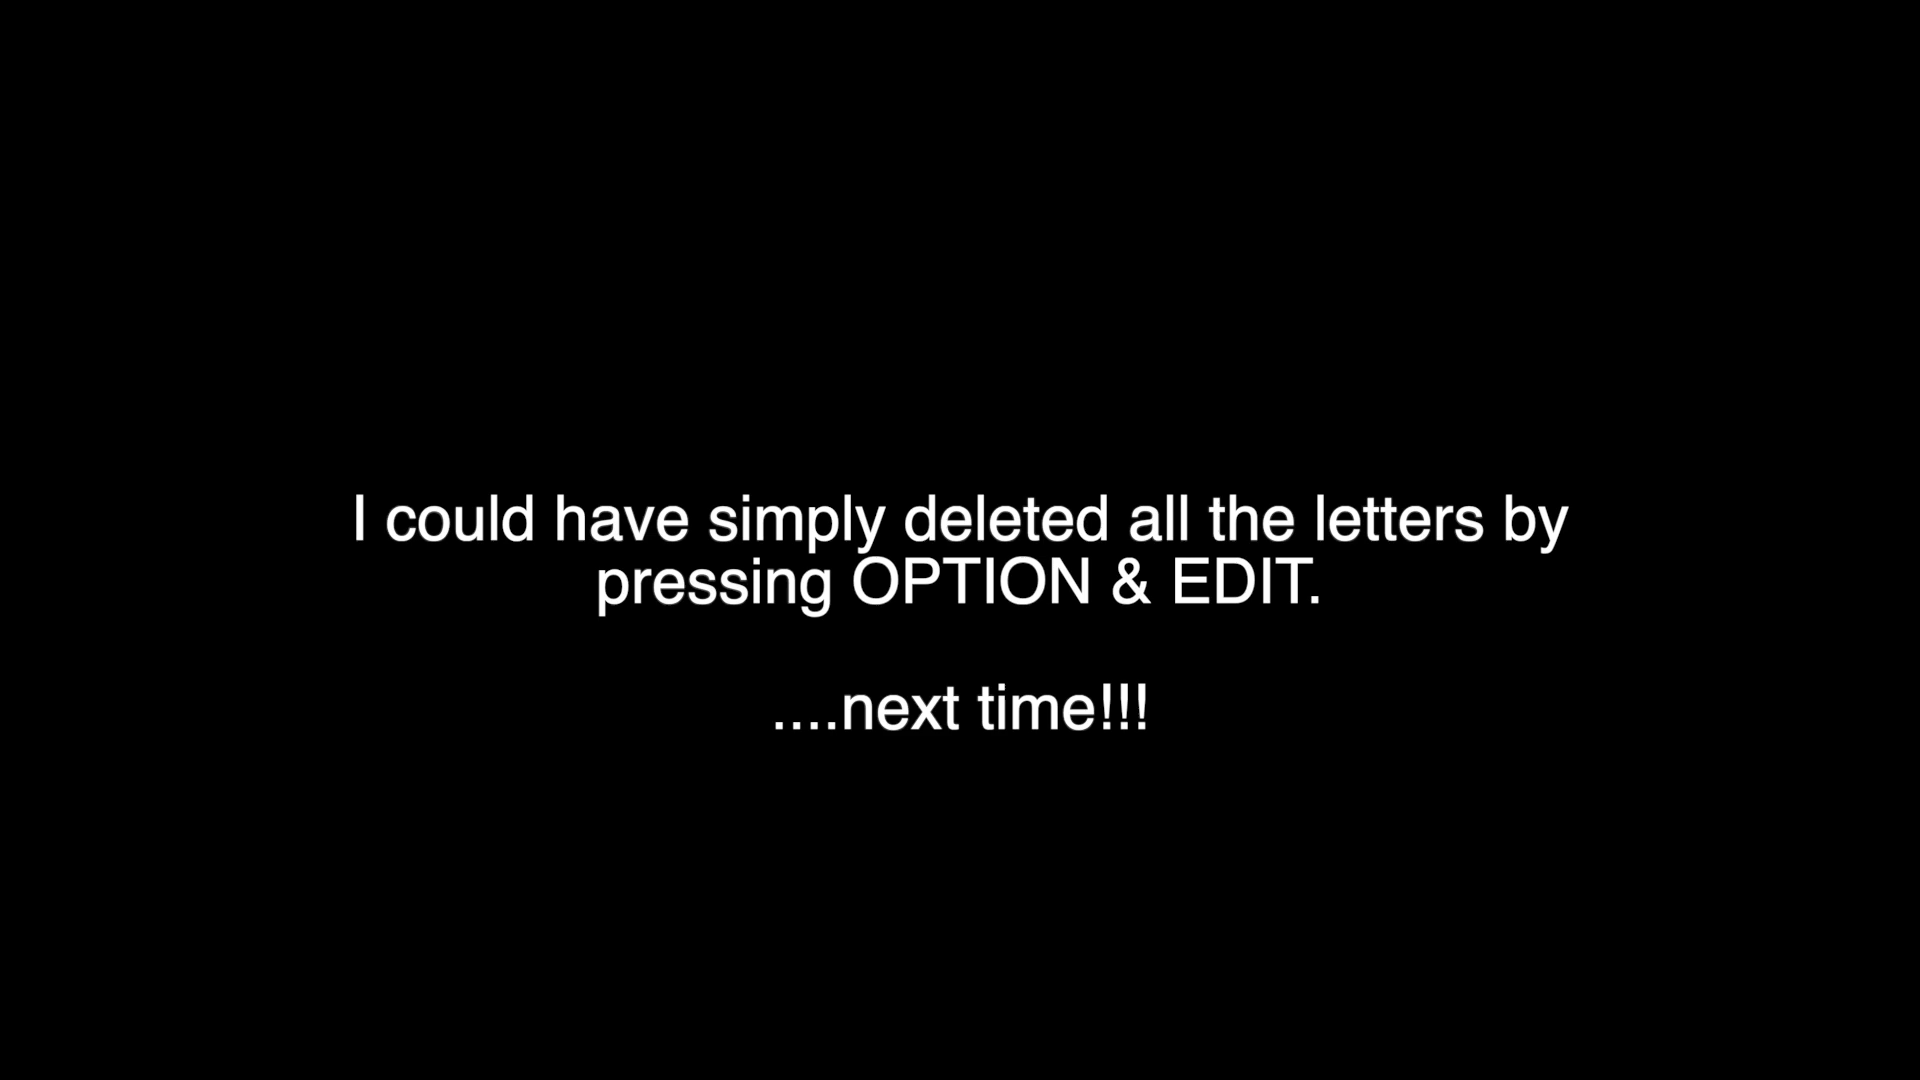 I could have simply deleted all the letters by
pressing OPTION & EDIT.
....next time!!!